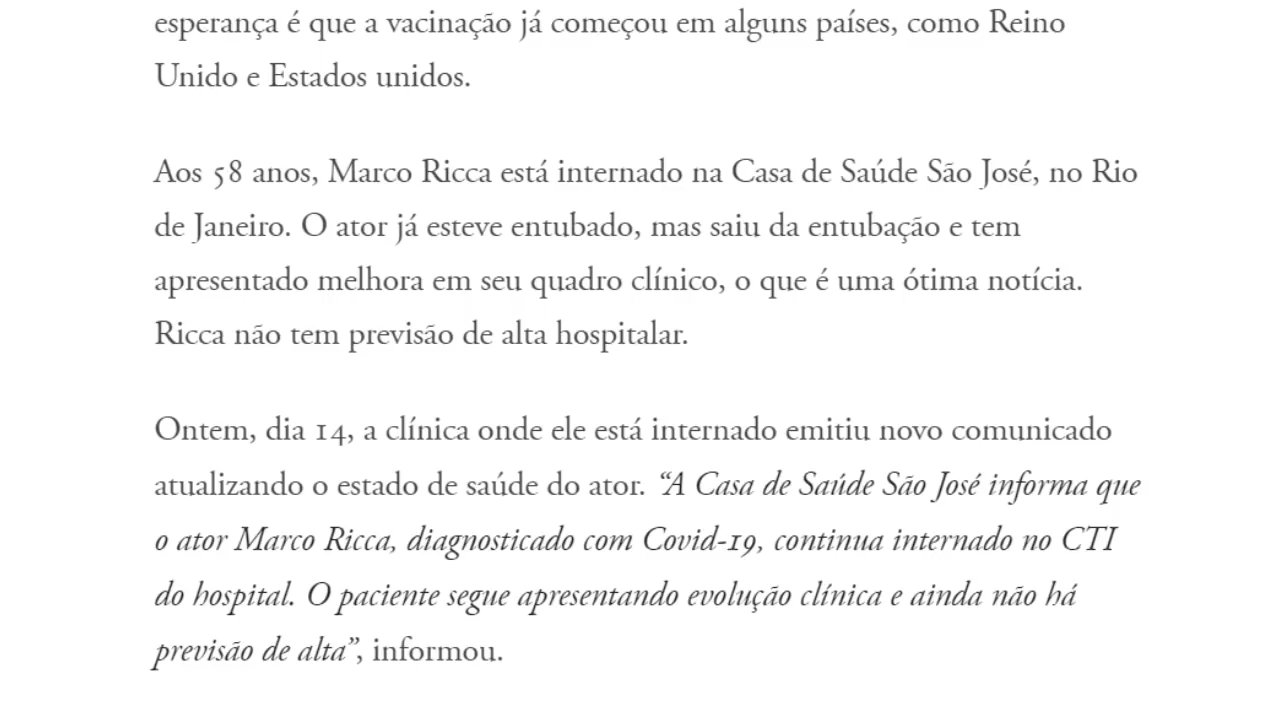 esperança é que a vacinação já começou em alguns países, como Reino
Unido e Estados unidos.
Aos 58 anos, Marco Ricca está internado na Casa de Saúde São José, no Rio
de Janeiro. O ator já esteve entubado, mas saiu da entubação e tem
apresentado melhora em seu quadro clínico, o que é uma ótima notícia.
Ricca não tem previsão de alta hospitalar.
Ontem, dia 14, a clínica onde ele está internado emitiu novo comunicado
atualizando o estado de saúde do ator. “A Casa de Saúde São José informa que
o ator Marco Ricca, diagnosticado com Covid-19, continua internado no CTI
do hospital. O paciente segue apresentando evolução clínica e ainda não há
previsão de alta”, informou.